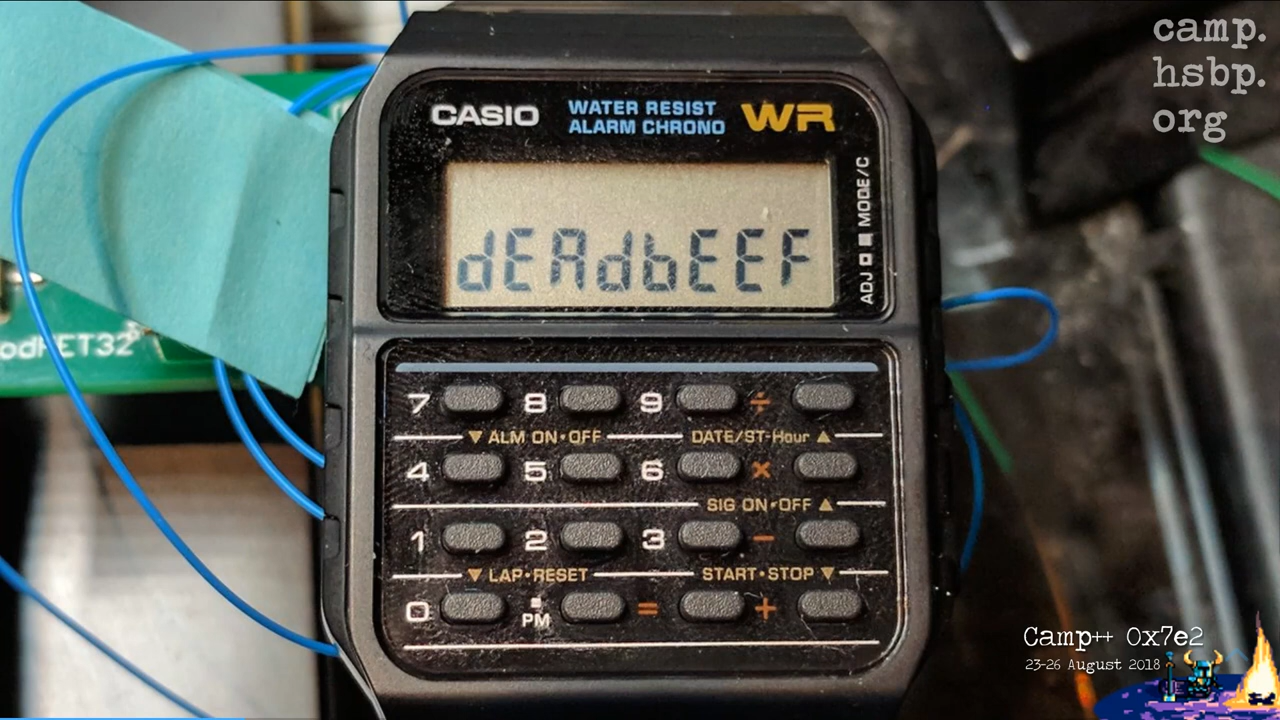 camp.
hsbp.
org
CASIO WATER RESIST WR
ALARM CHRONO
ADJ MODE/C
dEAdbEEF
odKET32
7 8 9 ÷
▼ ALM ON•OFF DATE/ST-Hour ▲
4 5 6 ×
SIG ON•OFF ▲
1 2 3 −
▼ LAP•RESET START•STOP ▼
0 ▪ = +
PM
Camp++ 0x7e2
23-26 August 2018